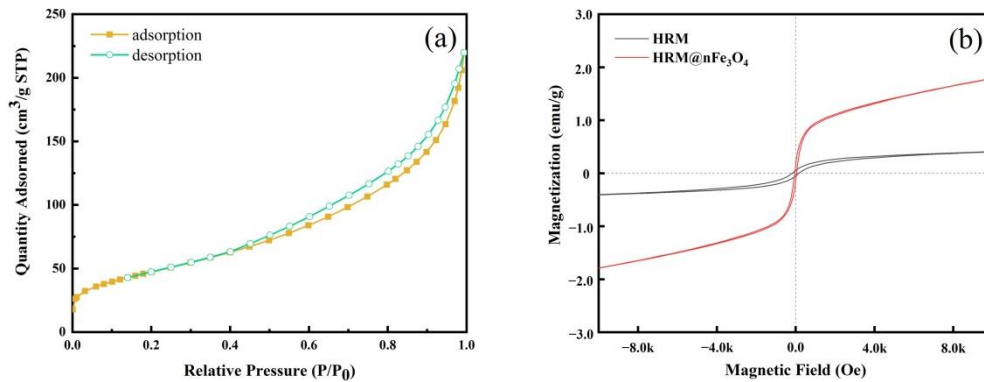 (a)
adsorption
desorption
Quantity Adsorned (cm³/g STP)
250
200
150
100
50
0
0.0 0.2 0.4 0.6 0.8 1.0
Relative Pressure (P/P₀)
(b)
HRM
HRM@nFe₃O₄
Magnetization (emu/g)
3.0
2.0
1.0
0
−1.0
−2.0
−3.0
−8.0k −4.0k 0.0 4.0k 8.0k
Magnetic Field (Oe)